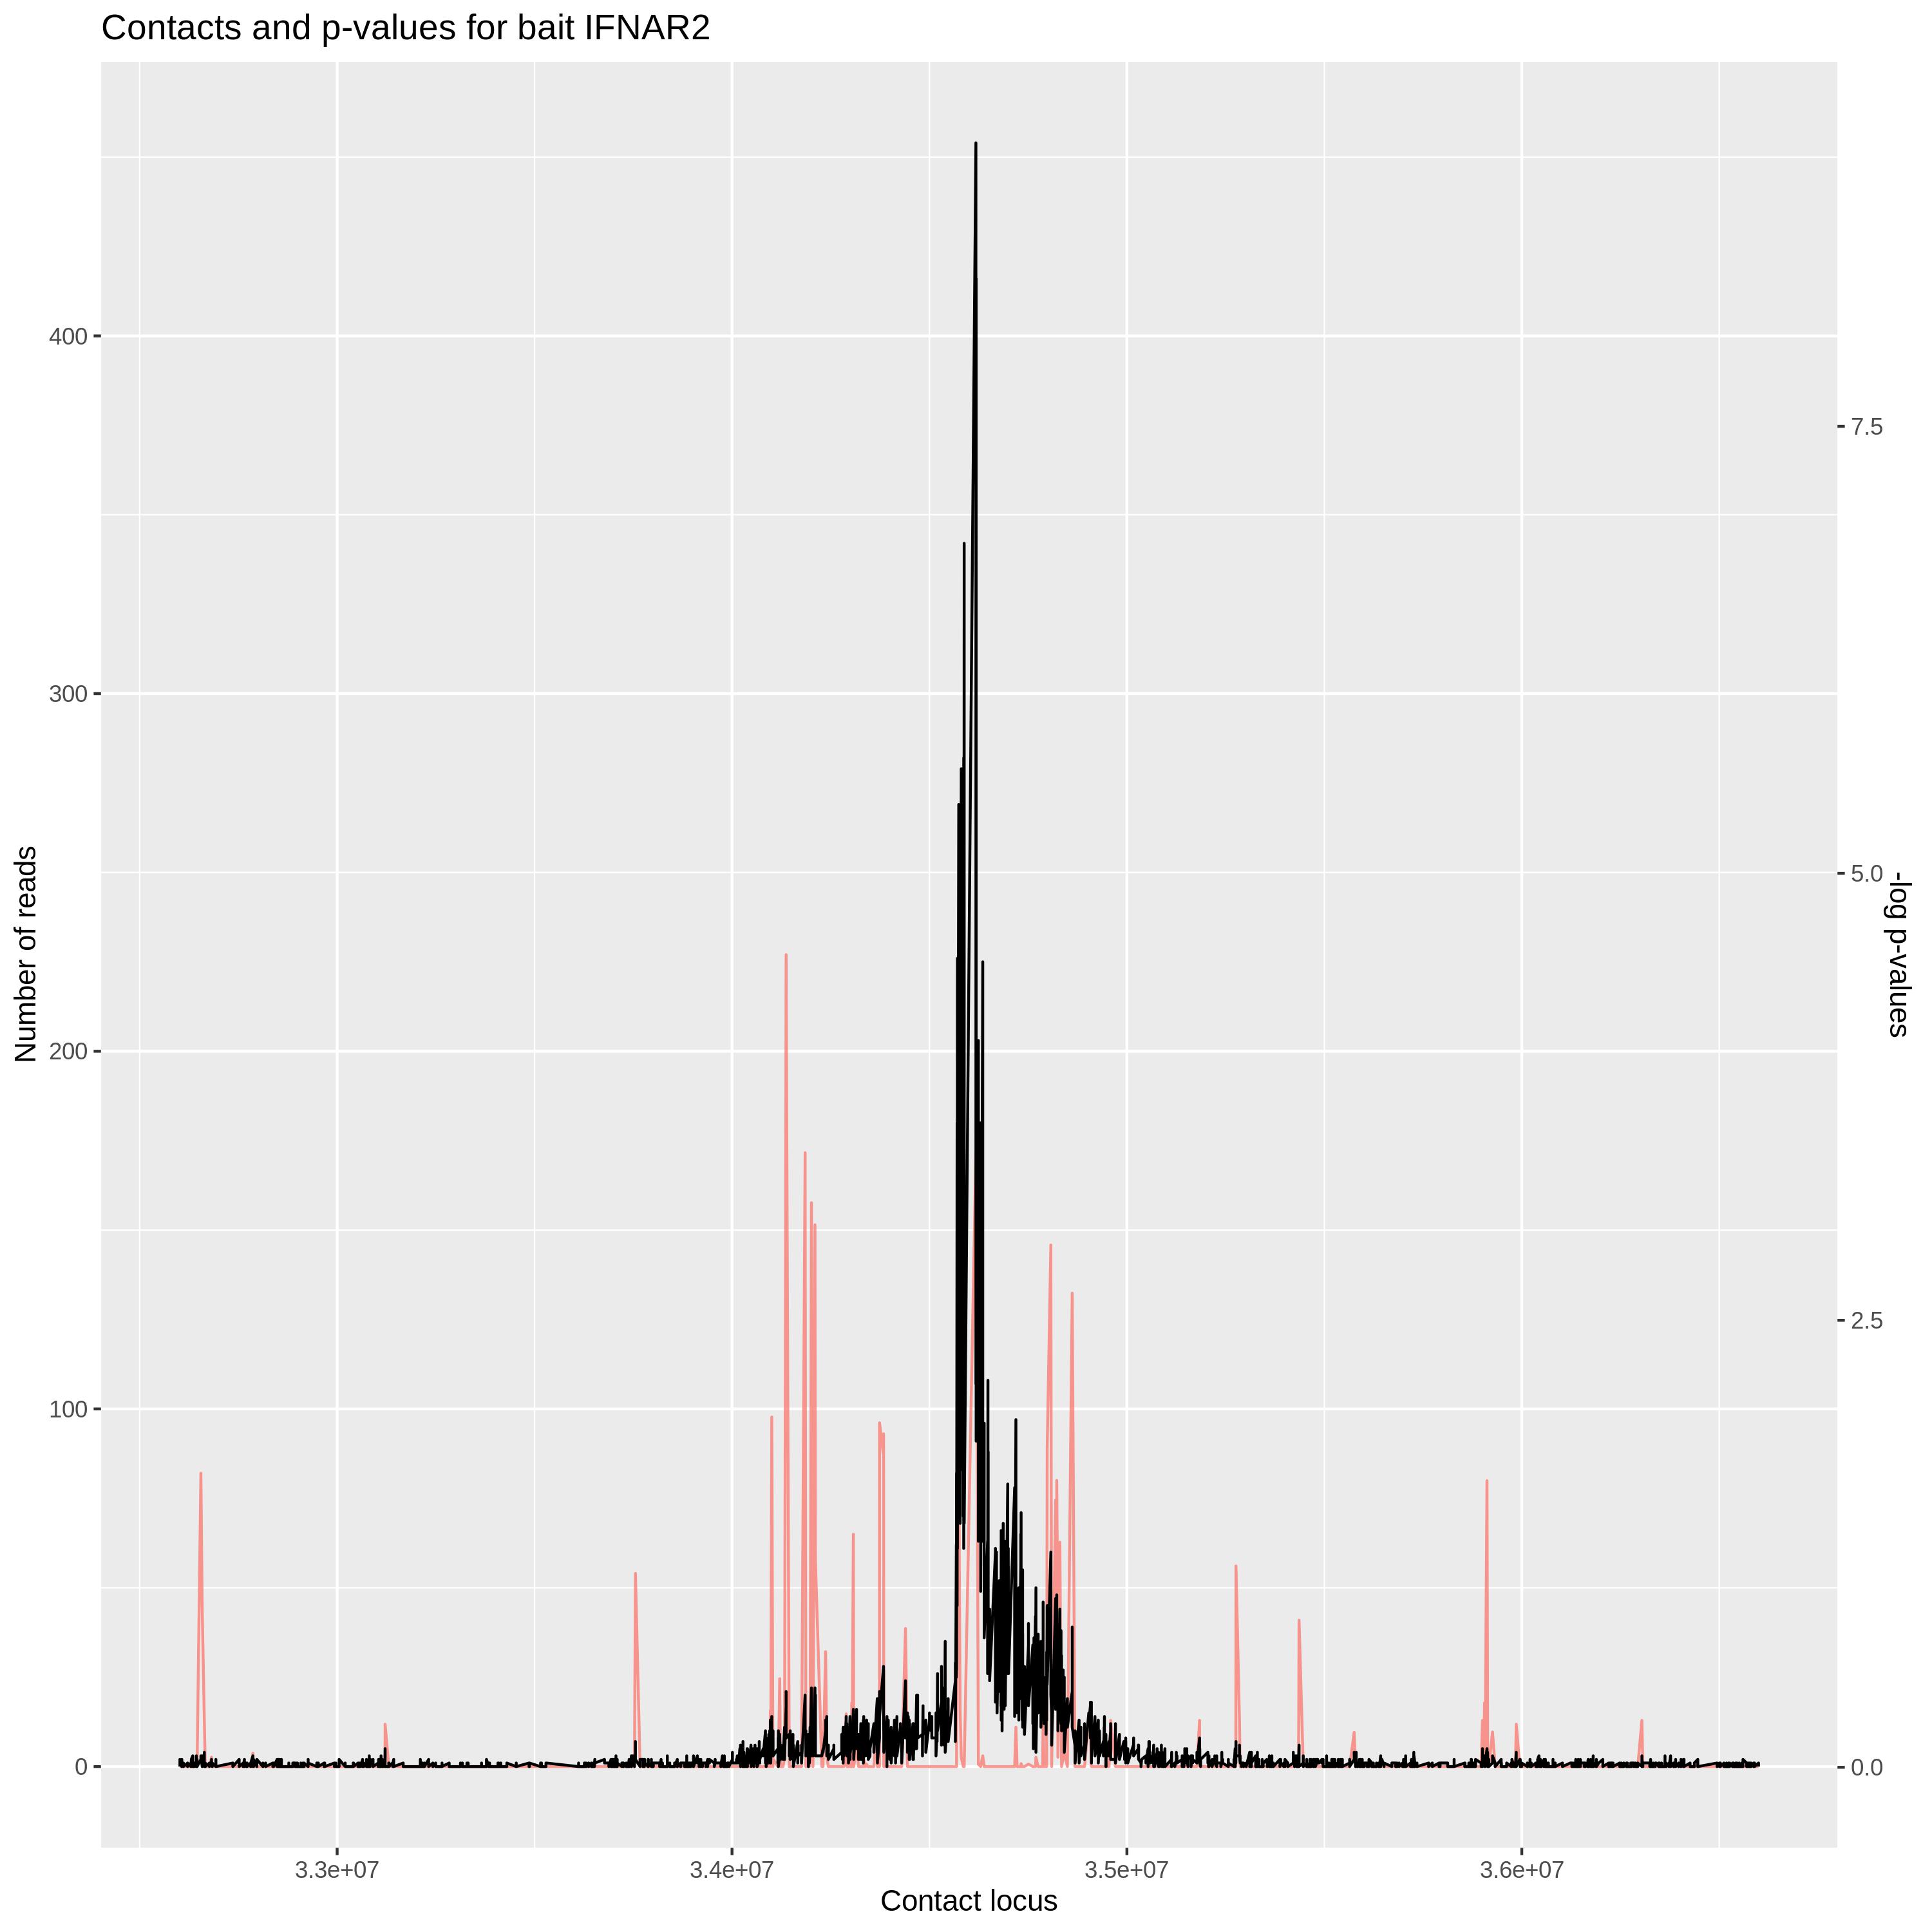 Contacts and p-values for bait IFNAR2
Number of reads
400
300
200
100
0
7.5
5.0
2.5
0.0
-log p-values
3.3e+07
3.4e+07
3.5e+07
3.6e+07
Contact locus